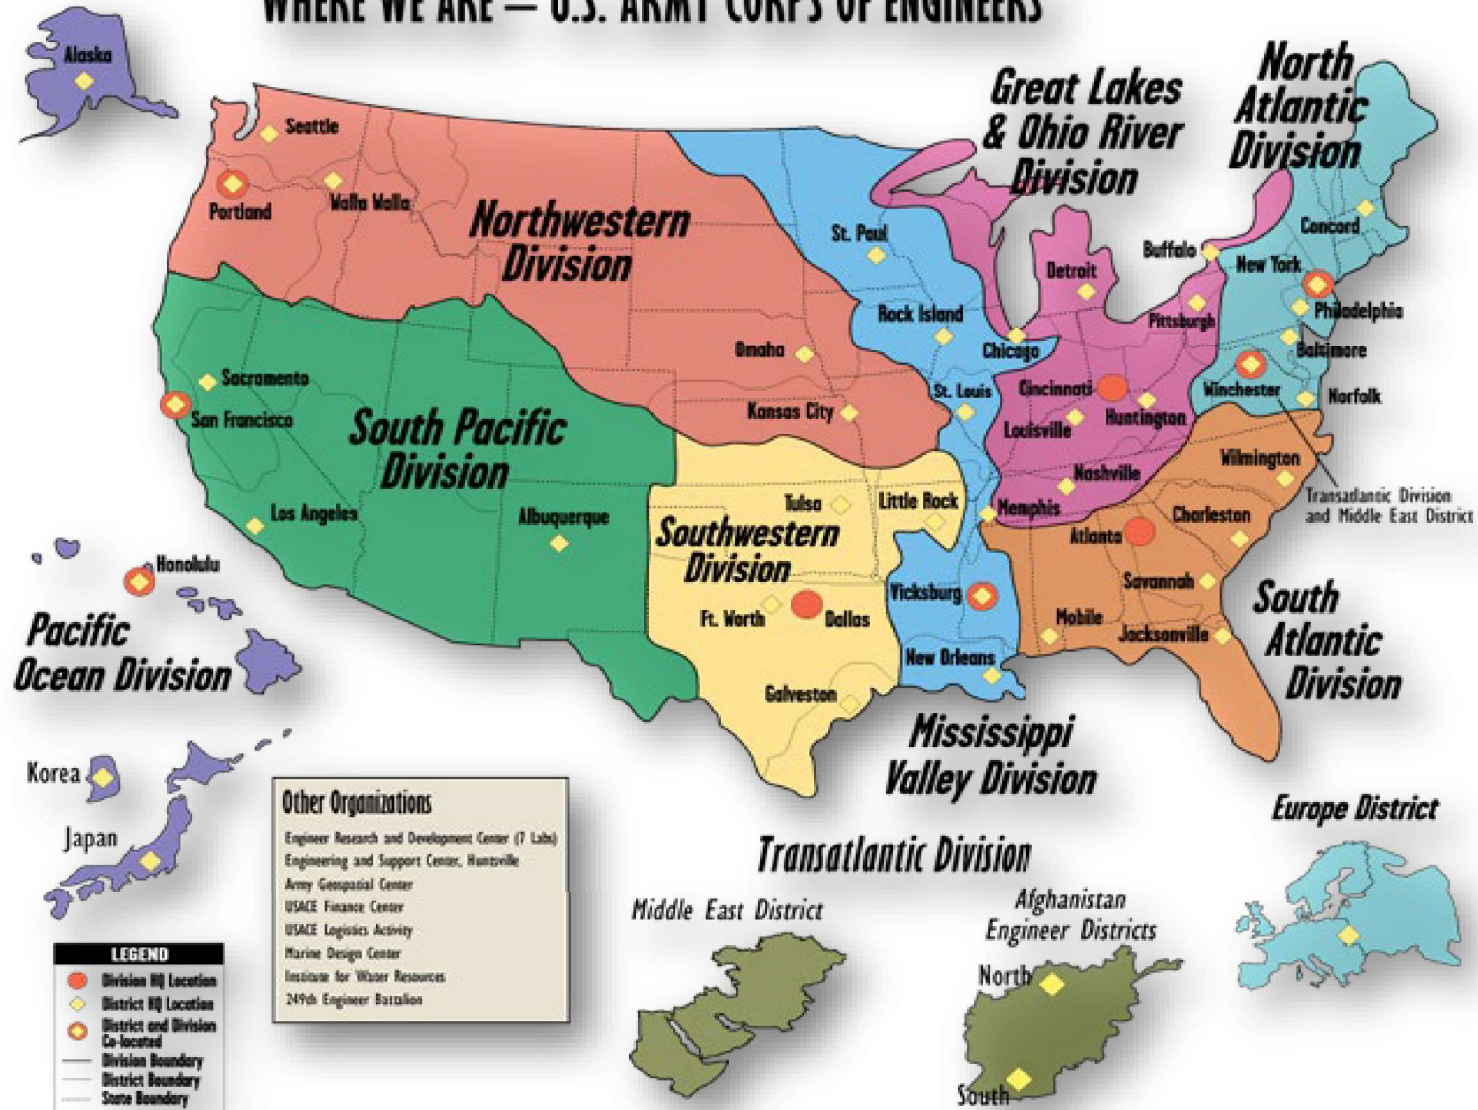 WHERE WE ARE — U.S. ARMY CORPS OF ENGINEERS
Alaska
North
Atlantic
Division
Great Lakes
& Ohio River
Division
Seattle
Portland
Walla Walla
Northwestern
Division
St. Paul
Concord
Buffalo
New York
Detroit
Rock Island
Pittsburgh
Philadelphia
Omaha
Chicago
Baltimore
Sacramento
San Francisco
St. Louis
Cincinnati
Winchester
Norfolk
Kansas City
Louisville
Huntington
South Pacific
Division
Nashville
Wilmington
Transatlantic Division
and Middle East District
Los Angeles
Albuquerque
Tulsa
Little Rock
Memphis
Charleston
Atlanta
Southwestern
Division
Honolulu
Savannah
Vicksburg
Ft. Worth
Dallas
Mobile
Jacksonville
South
Atlantic
Division
Pacific
Ocean Division
New Orleans
Galveston
Mississippi
Valley Division
Korea
Japan
Other Organizations
Engineer Research and Development Center (7 Labs)
Engineering and Support Center, Huntsville
Army Geospatial Center
USACE Finance Center
USACE Logistics Activity
Marine Design Center
Institute for Water Resources
249th Engineer Battalion
Europe District
Transatlantic Division
Middle East District
Afghanistan
Engineer Districts
North
South
LEGEND
Division HQ Location
District HQ Location
District and Division
Co-located
Division Boundary
District Boundary
State Boundary